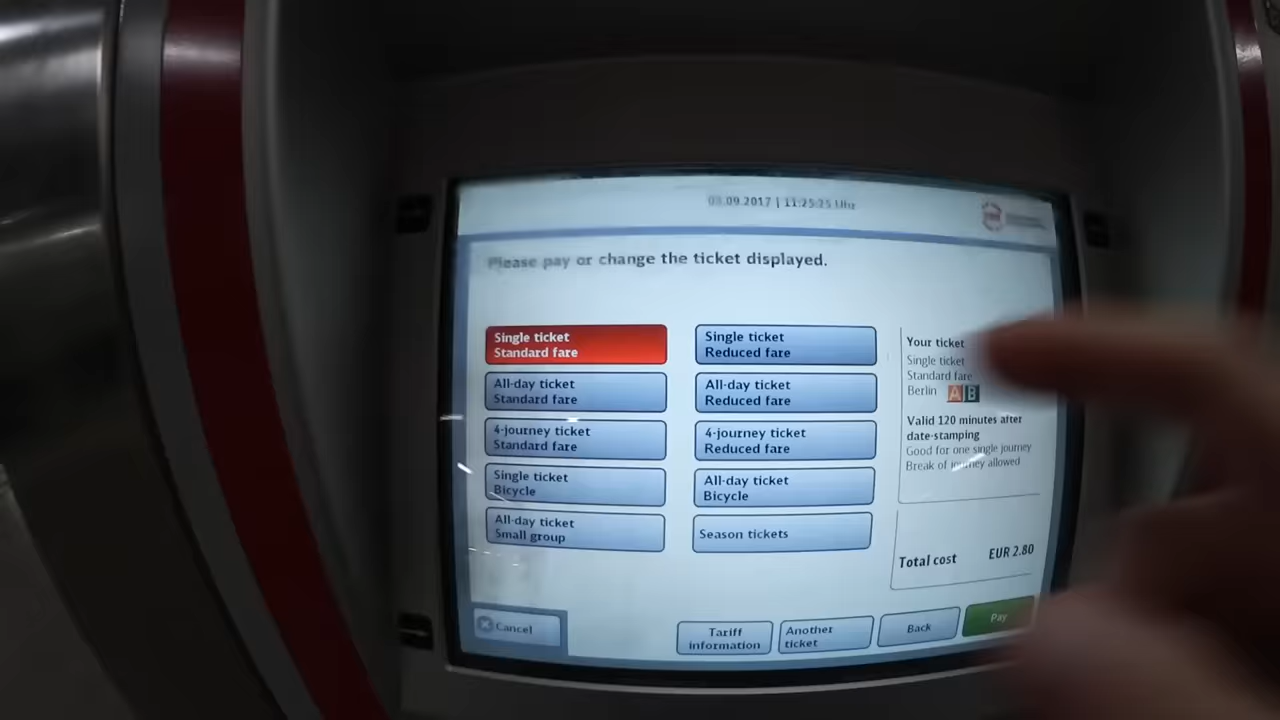 03.09.2017 | 11:25:25 Uhr
Please pay or change the ticket displayed.
Single ticket
Standard fare
Single ticket
Reduced fare
All-day ticket
Standard fare
All-day ticket
Reduced fare
4-journey ticket
Standard fare
4-journey ticket
Reduced fare
Single ticket
Bicycle
All-day ticket
Bicycle
All-day ticket
Small group
Season tickets
Your ticket
Single ticket
Standard fare
Berlin A B
Valid 120 minutes after
date-stamping
Good for one single journey
Break of journey allowed
Total cost EUR 2.80
Cancel
Tariff
information
Another
ticket
Back
Pay